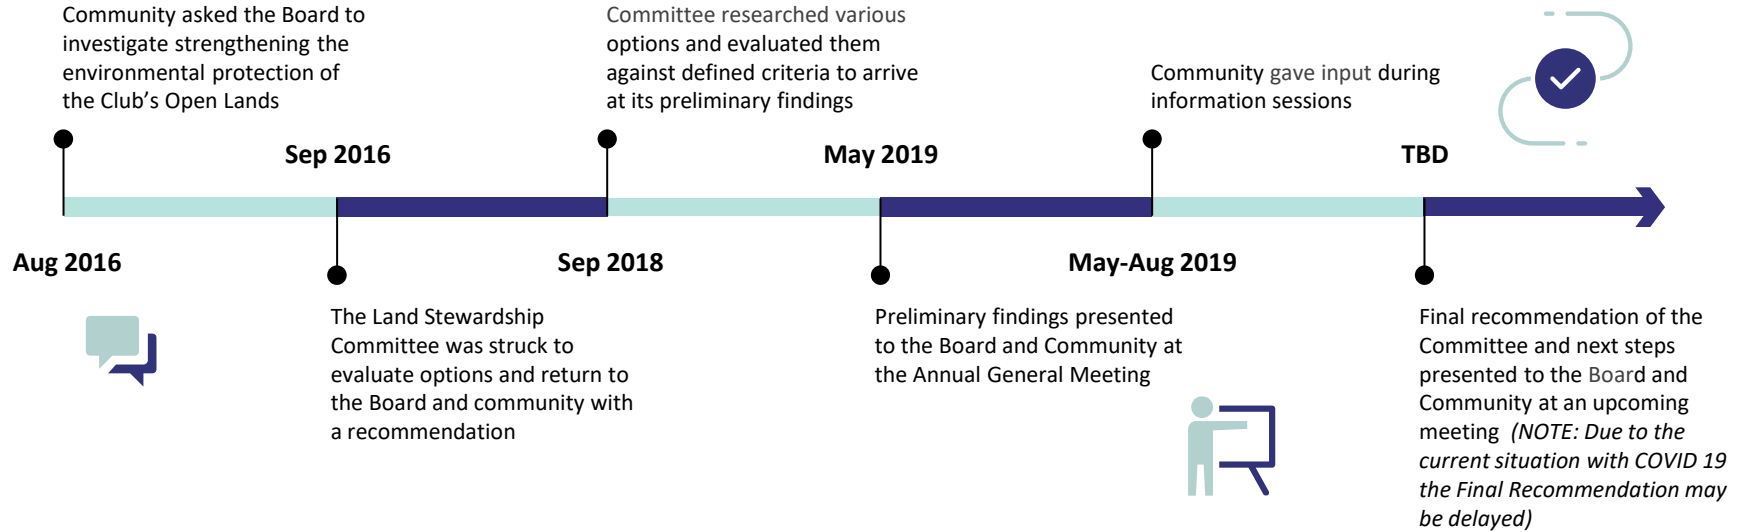 Community asked the Board to
investigate strengthening the
environmental protection of
the Club's Open Lands
Committee researched various
options and evaluated them
against defined criteria to arrive
at its preliminary findings
Community gave input during
information sessions
Sep 2016
May 2019
TBD
Aug 2016
Sep 2018
May-Aug 2019
The Land Stewardship
Committee was struck to
evaluate options and return to
the Board and community with
a recommendation
Preliminary findings presented
to the Board and Community at
the Annual General Meeting
Final recommendation of the
Committee and next steps
presented to the Board and
Community at an upcoming
meeting (NOTE: Due to the
current situation with COVID 19
the Final Recommendation may
be delayed)